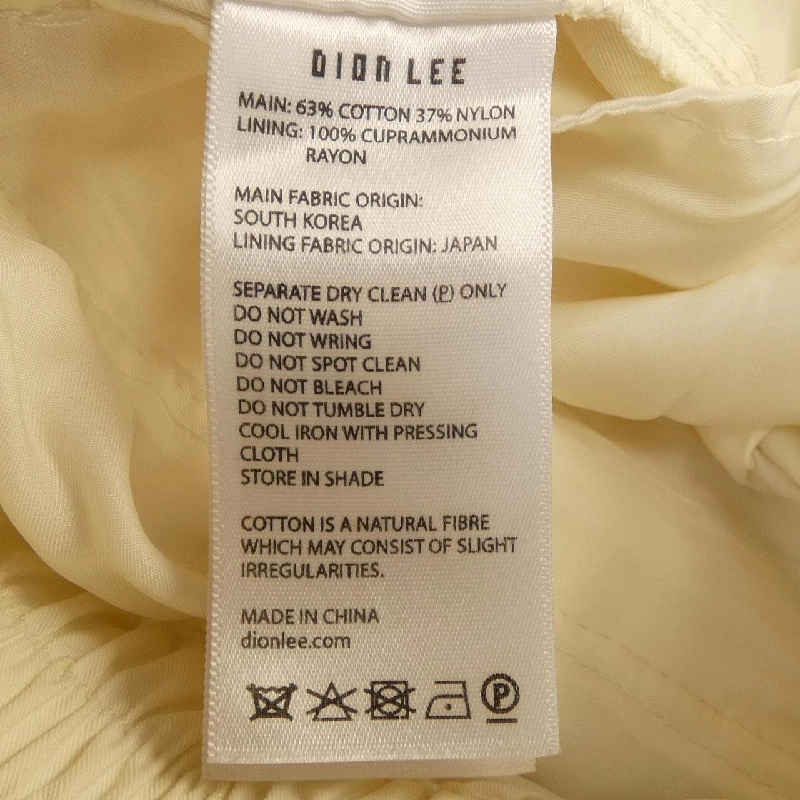 DION LEE
MAIN: 63% COTTON 37% NYLON
LINING: 100% CUPRAMMONIUM
RAYON
MAIN FABRIC ORIGIN:
SOUTH KOREA
LINING FABRIC ORIGIN: JAPAN
SEPARATE DRY CLEAN (P) ONLY
DO NOT WASH
DO NOT WRING
DO NOT SPOT CLEAN
DO NOT BLEACH
DO NOT TUMBLE DRY
COOL IRON WITH PRESSING
CLOTH
STORE IN SHADE
COTTON IS A NATURAL FIBRE
WHICH MAY CONSIST OF SLIGHT
IRREGULARITIES.
MADE IN CHINA
dionlee.com
P